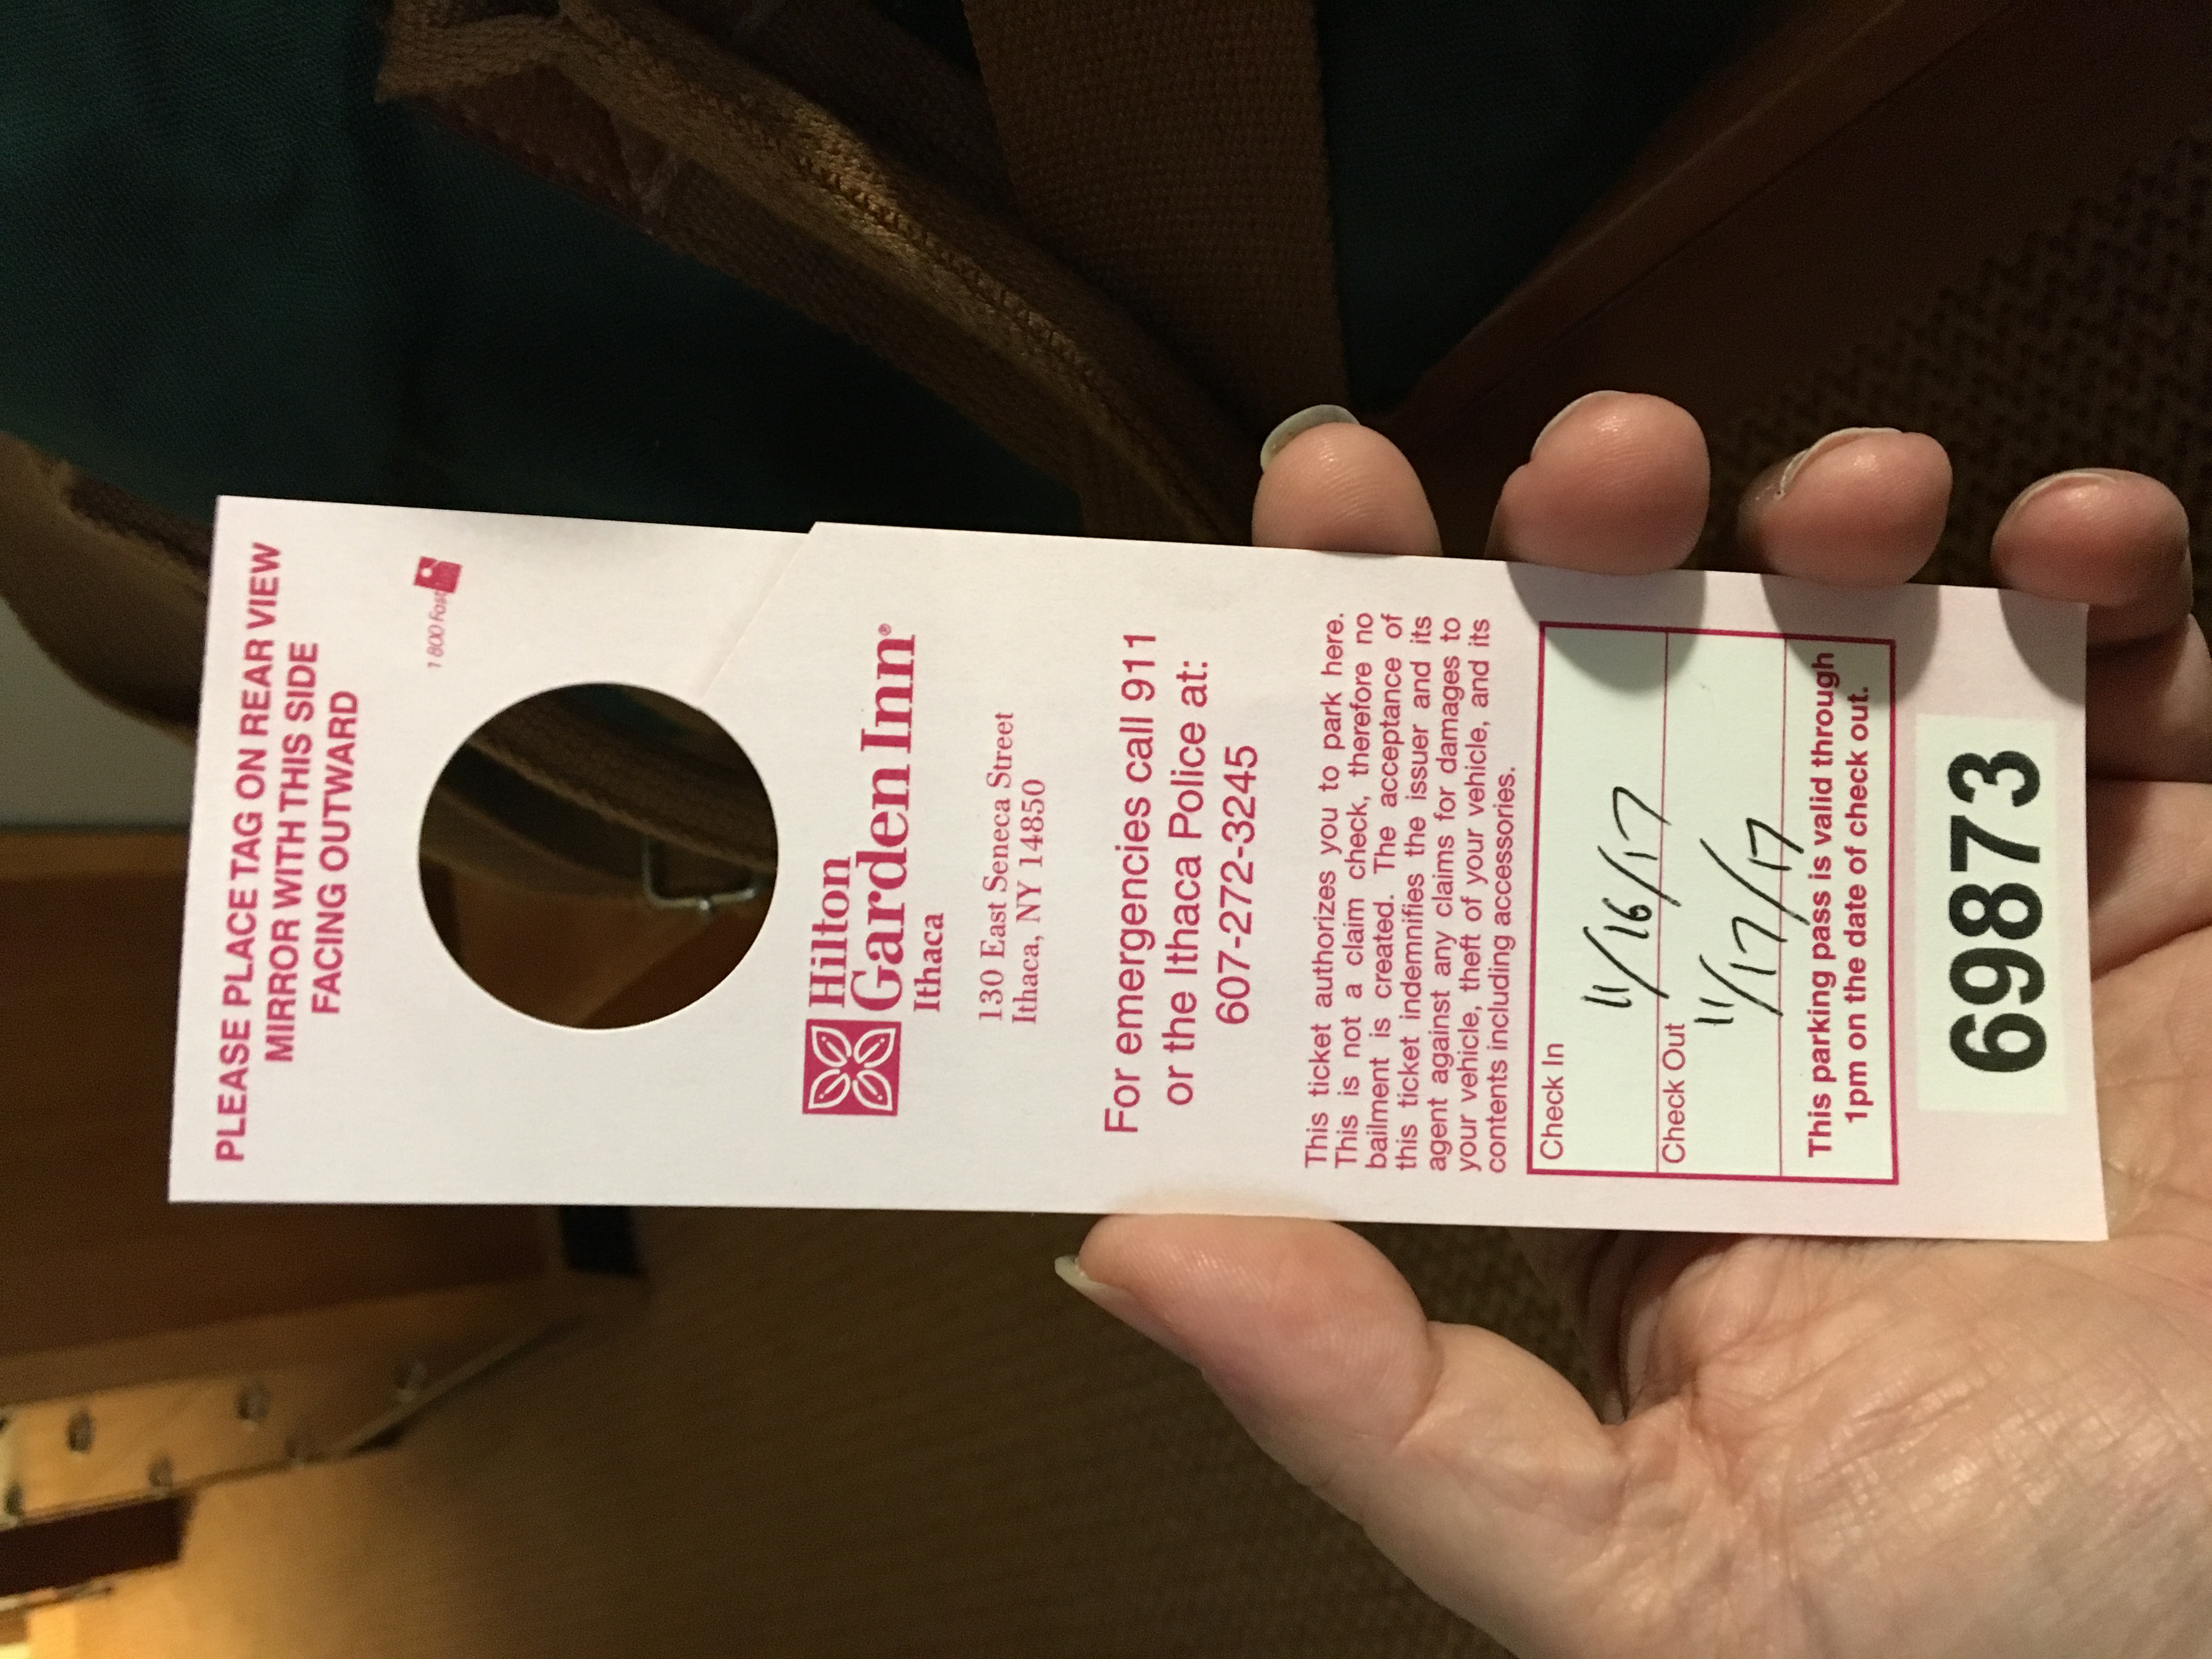 PLEASE PLACE TAG ON REAR VIEW
MIRROR WITH THIS SIDE
FACING OUTWARD
1 800 Fast
Hilton
Garden Inn®
Ithaca
130 East Seneca Street
Ithaca, NY 14850
For emergencies call 911
or the Ithaca Police at:
607-272-3245
This ticket authorizes you to park here.
This is not a claim check, therefore no
bailment is created. The acceptance of
this ticket indemnifies the issuer and its
agent against any claims for damages to
your vehicle, theft of your vehicle, and its
contents including accessories.
Check In
11/16/17
Check Out
11/17/17
This parking pass is valid through
1pm on the date of check out.
69873